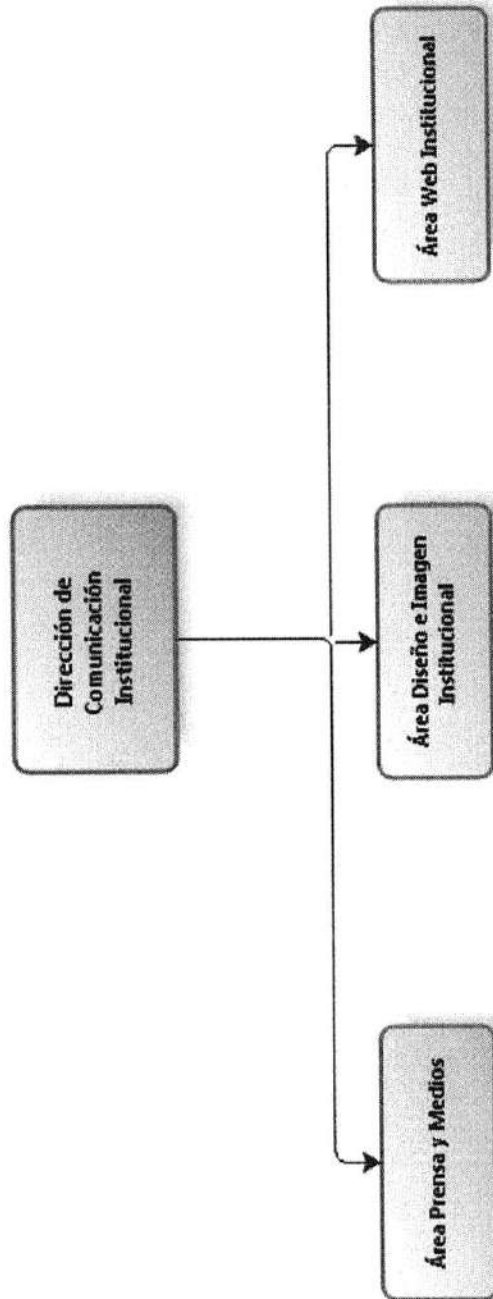 Dirección de
Comunicación
Institucional
Área Prensa y Medios
Área Diseño e Imagen
Institucional
Área Web Institucional